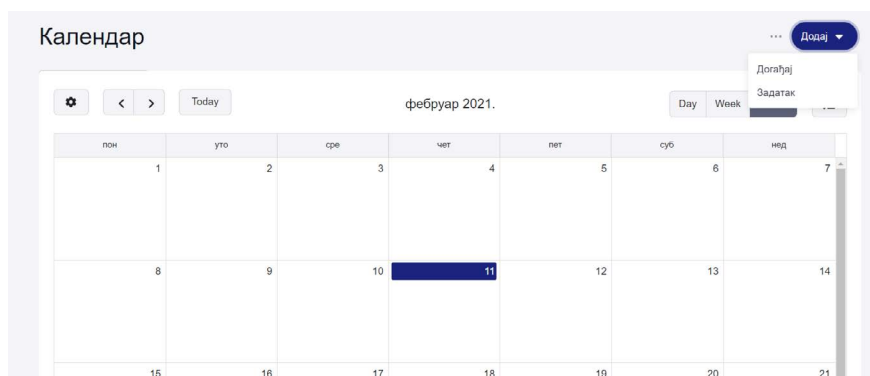 Календар
... Додај
Догађај
Задатак
Today
фебруар 2021.
Day Week
пон уто сре чет пет суб нед
1 2 3 4 5 6 7
8 9 10 11 12 13 14
15 16 17 18 19 20 21